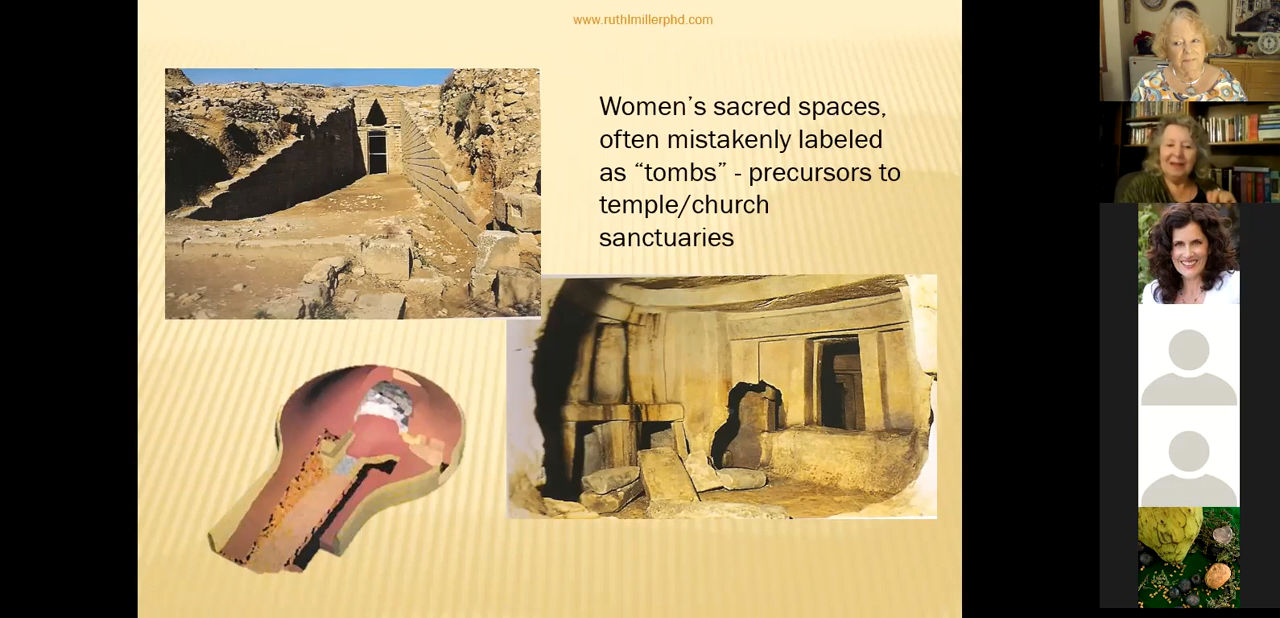 www.ruthlmillerphd.com
Women’s sacred spaces,
often mistakenly labeled
as “tombs” - precursors to
temple/church
sanctuaries